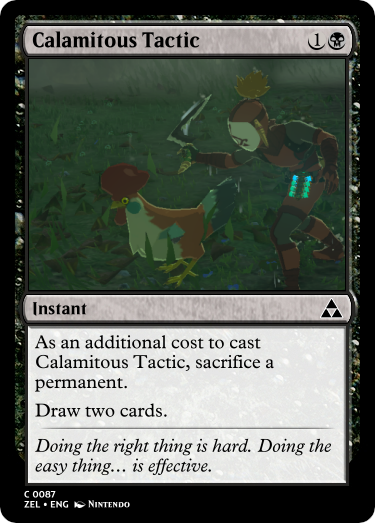 Calamitous Tactic 1
Instant
As an additional cost to cast
Calamitous Tactic, sacrifice a
permanent.
Draw two cards.
Doing the right thing is hard. Doing the
easy thing… is effective.
C 0087
ZEL • ENG Nintendo